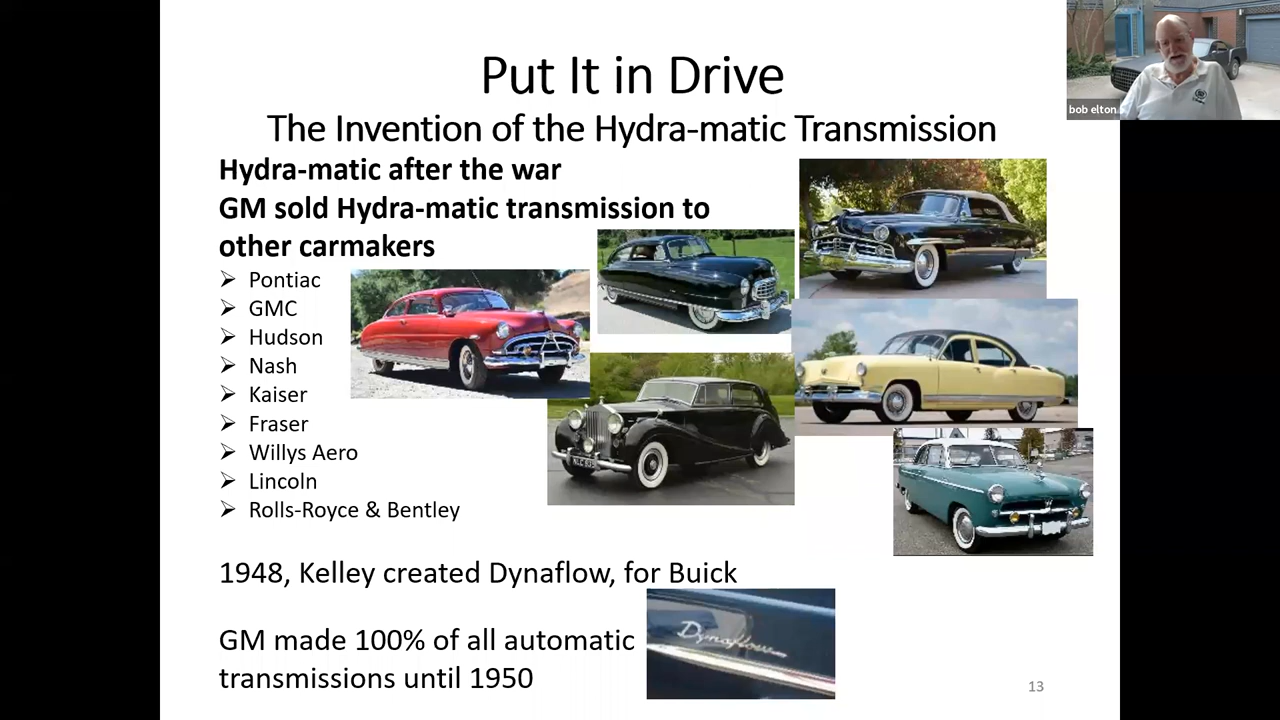 Put It in Drive
The Invention of the Hydra-matic Transmission
bob elton
Hydra-matic after the war
GM sold Hydra-matic transmission to
other carmakers
➢ Pontiac
➢ GMC
➢ Hudson
➢ Nash
➢ Kaiser
➢ Fraser
➢ Willys Aero
➢ Lincoln
➢ Rolls-Royce & Bentley
1948, Kelley created Dynaflow, for Buick
GM made 100% of all automatic
transmissions until 1950
Dynaflow
13